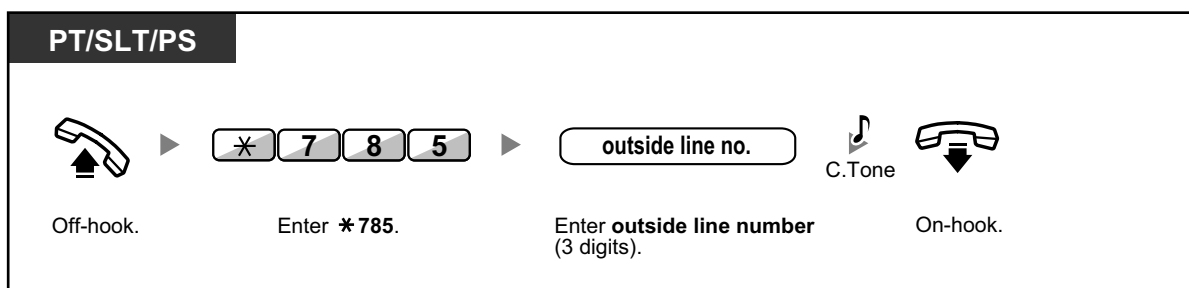 PT/SLT/PS
✳ 7 8 5
outside line no.
C.Tone
Off-hook.
Enter ✳785.
Enter outside line number
(3 digits).
On-hook.